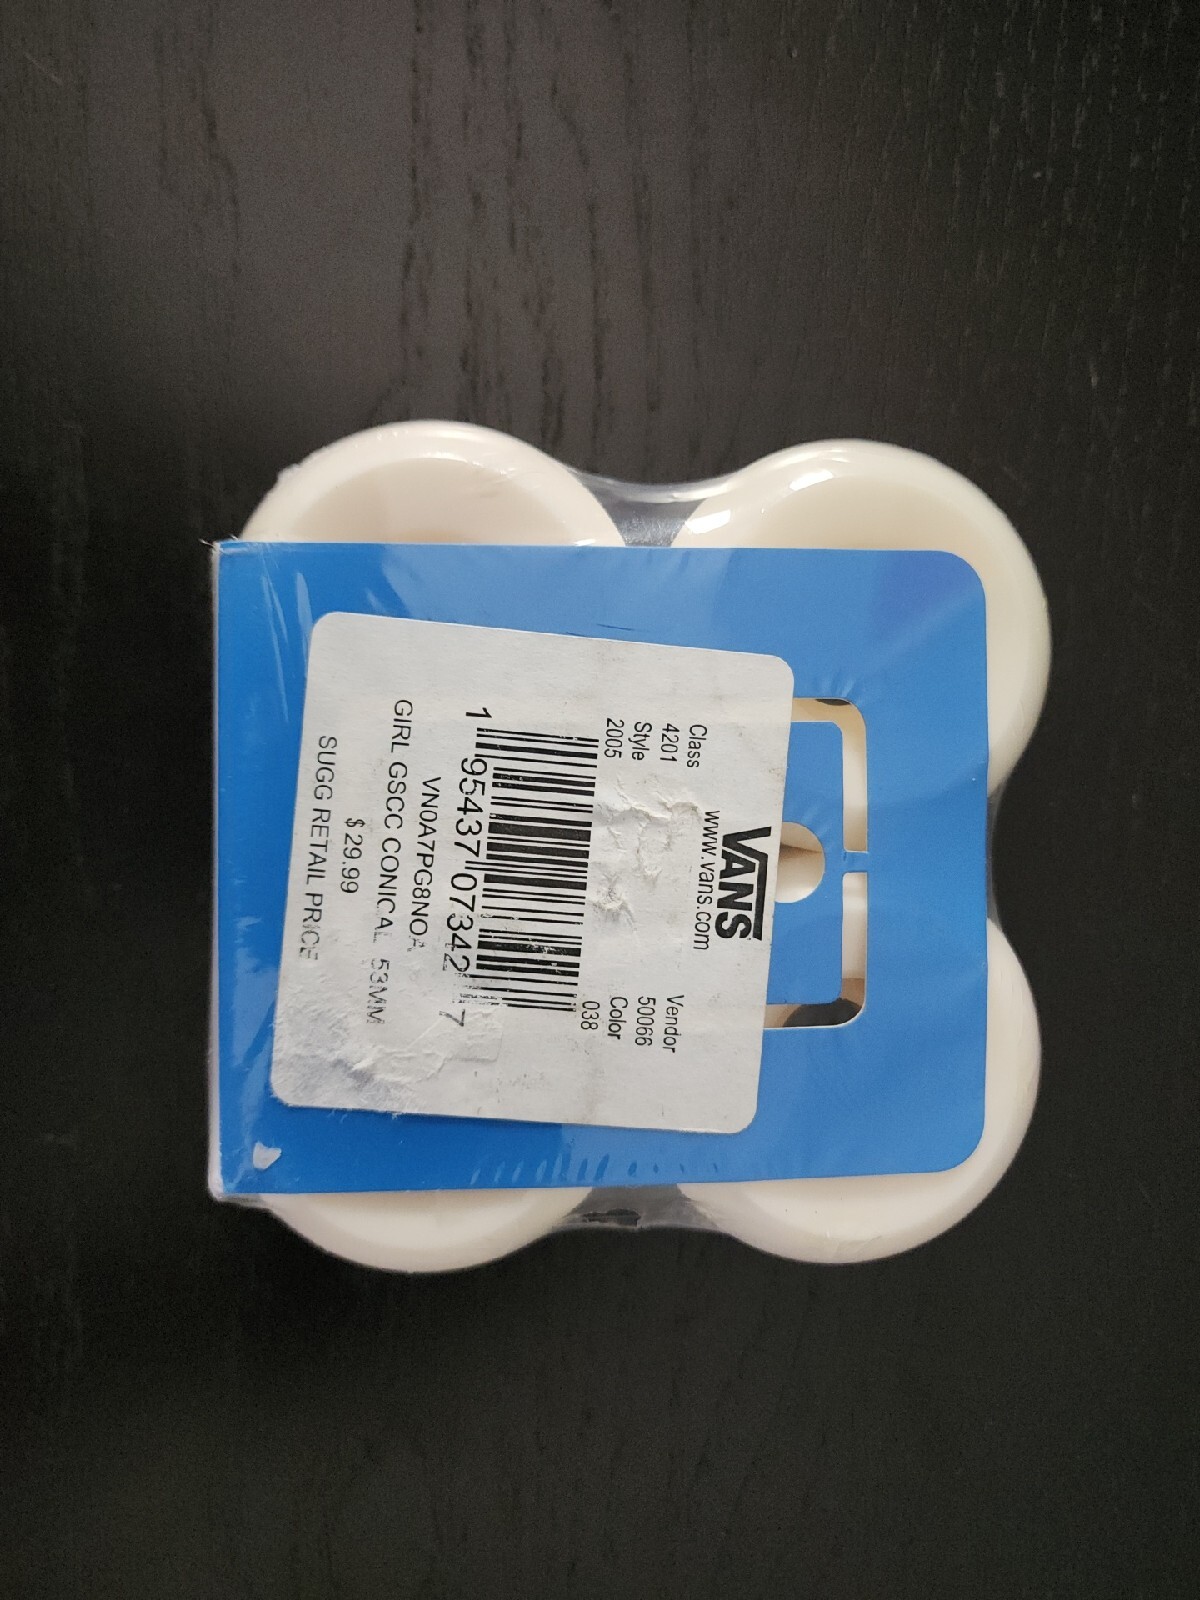 VANS
www.vans.com
Class
4201
Style
2005
Vendor
50066
Color
038
1 95437 07342 7
VN0A7PG8NOA
GIRL GSCC CONICAL 53MM
$ 29.99
SUGG RETAIL PRICE